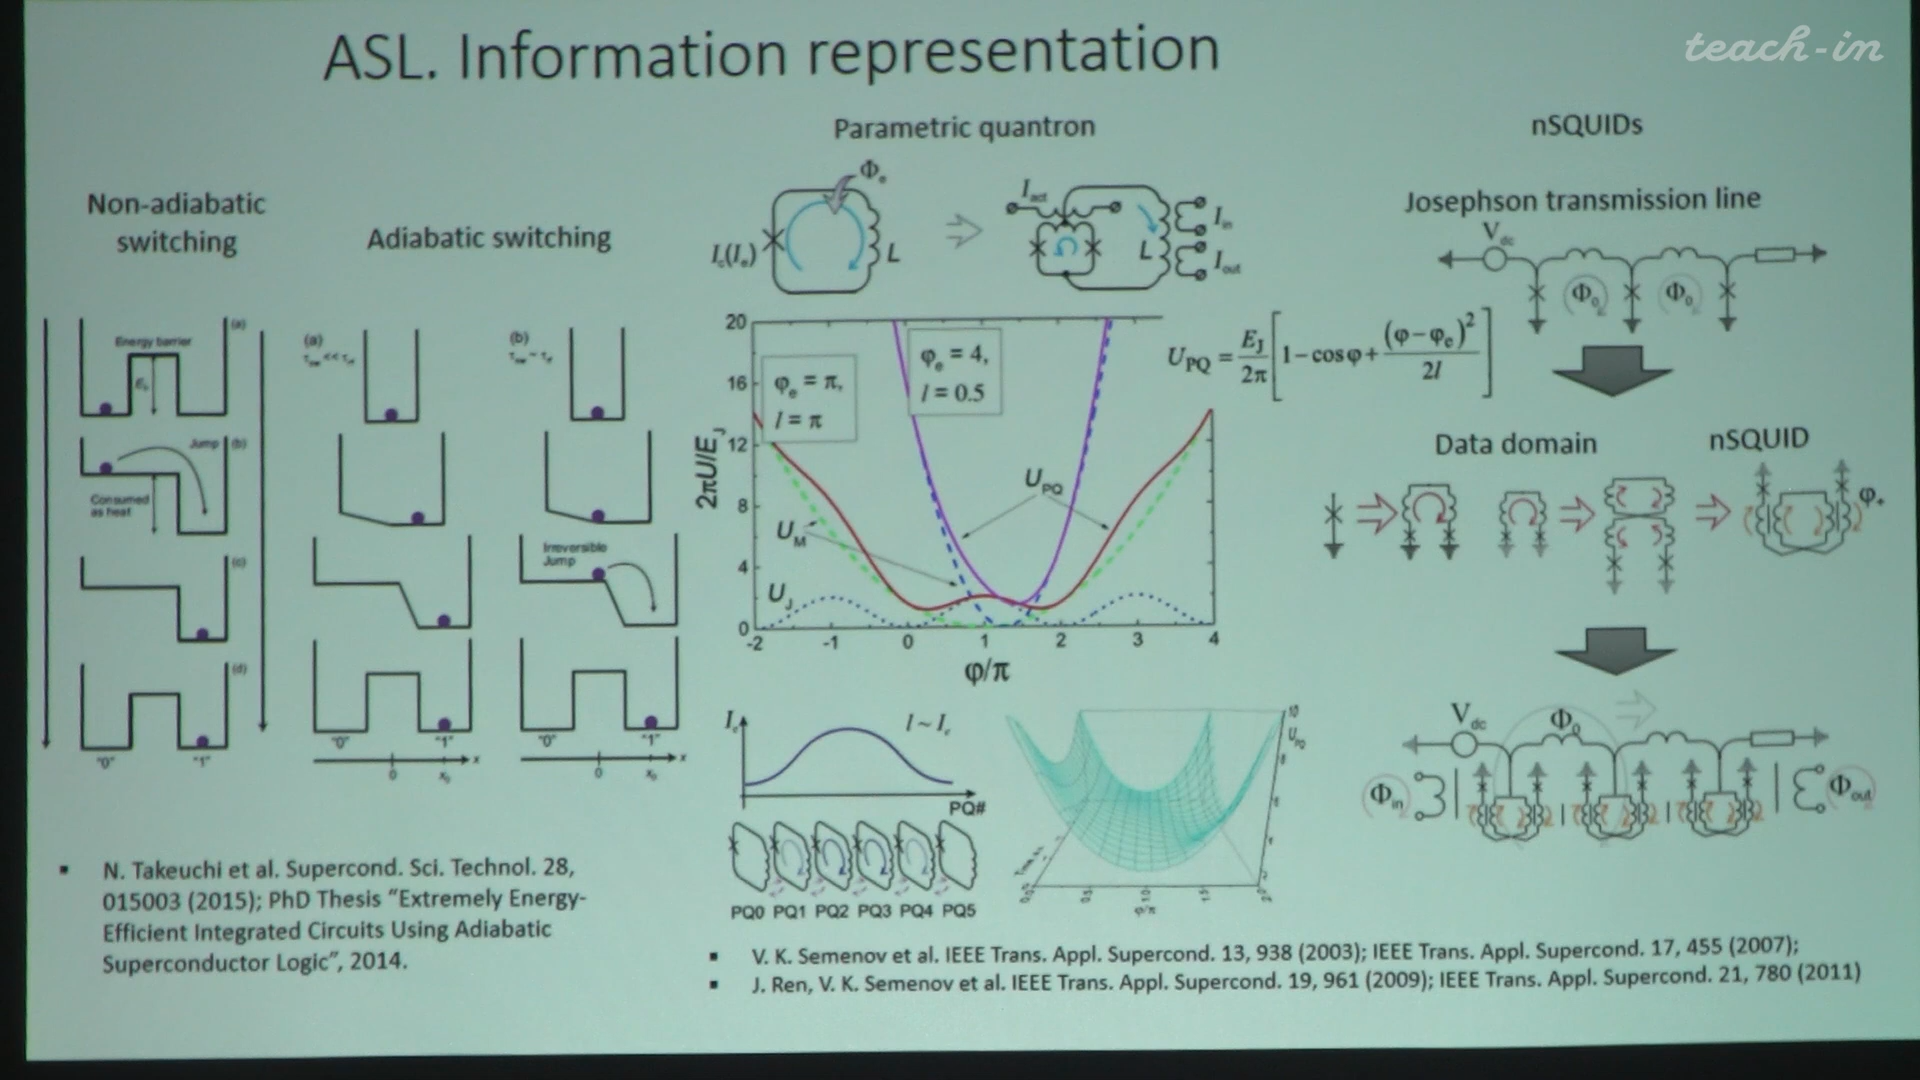 ASL. Information representation
teach-in
Non-adiabatic
switching
Adiabatic switching
Energy barrier
(a)
Jump
(b)
Consumed
as heat
(c)
(d)
"0"
"1"
(a)
"0"
"1"
0
x₀
x
(b)
Irreversible
Jump
"0"
"1"
0
x₀
x
Parametric quantron
Φe
Ic(Ie)
L
Iact
L
Iin
Iout
20
16
12
8
4
0
2πU/EJ
φe = π,
l = π
φe = 4,
l = 0.5
UPQ
UM
UJ
-2 -1 0 1 2 3 4
φ/π
UPQ = EJ/2π [1-cosφ+ (φ-φe)²/2l]
Ic
l ~ Ic
PQ#
PQ0 PQ1 PQ2 PQ3 PQ4 PQ5
10
UPQ
φ/π
nSQUIDs
Josephson transmission line
Vdc
Φ0
Φ0
Data domain
nSQUID
φ+
Vdc
Φ0
Φin
Φout
▪ N. Takeuchi et al. Supercond. Sci. Technol. 28,
015003 (2015); PhD Thesis "Extremely Energy-
Efficient Integrated Circuits Using Adiabatic
Superconductor Logic", 2014.
▪ V. K. Semenov et al. IEEE Trans. Appl. Supercond. 13, 938 (2003); IEEE Trans. Appl. Supercond. 17, 455 (2007);
▪ J. Ren, V. K. Semenov et al. IEEE Trans. Appl. Supercond. 19, 961 (2009); IEEE Trans. Appl. Supercond. 21, 780 (2011)